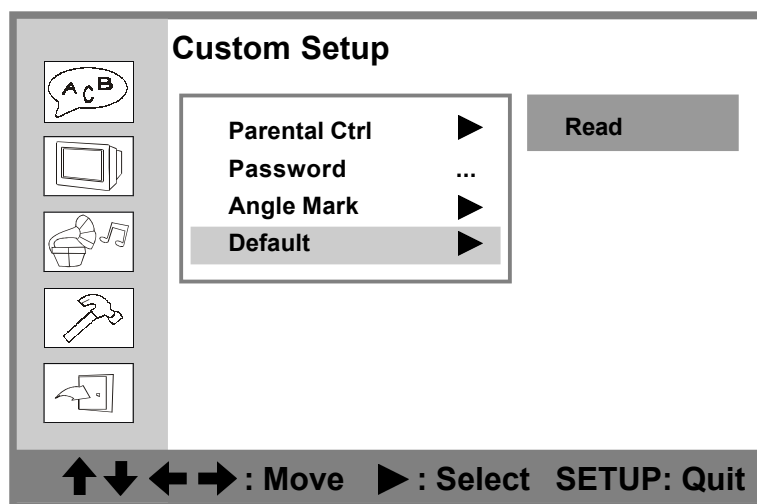 Custom Setup
A C B
Parental Ctrl ▶ Read
Password ...
Angle Mark ▶
Default ▶
↑ ↓ ← → : Move ▶ : Select SETUP: Quit